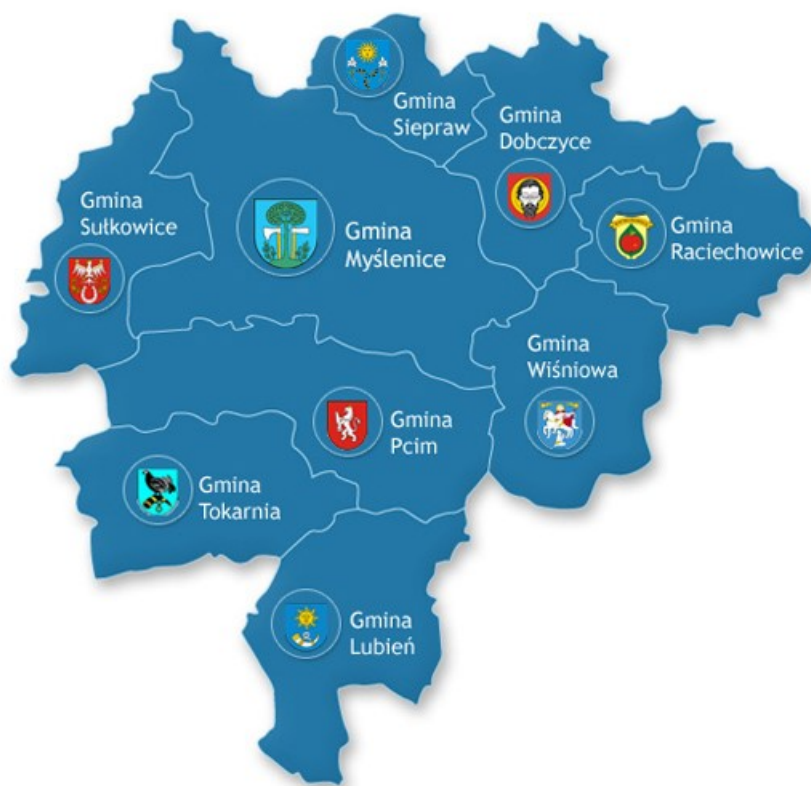 Gmina
Siepraw
Gmina
Dobczyce
Gmina
Sułkowice
Gmina
Myślenice
Gmina
Raciechowice
Gmina
Wiśniowa
Gmina
Pcim
Gmina
Tokarnia
Gmina
Lubień